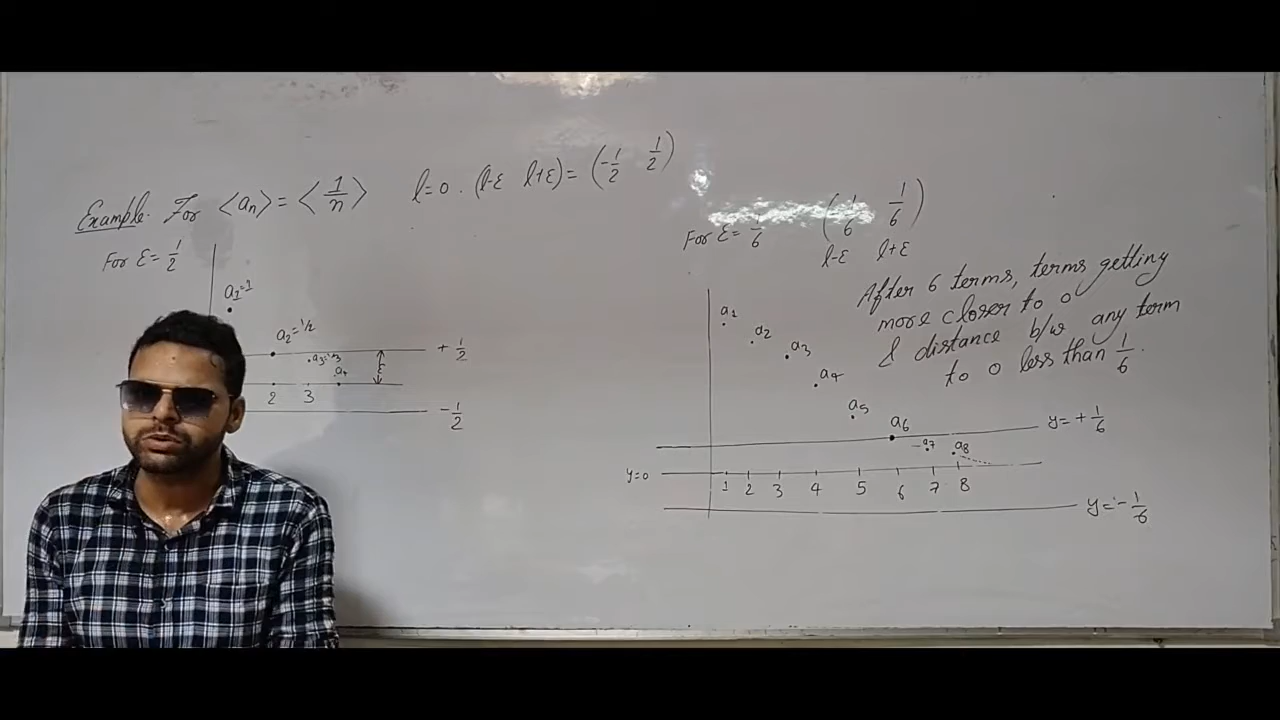 Example. For <an> = <1/n> l=0. (l-ε l+ε) = (-1/2 1/2)
For ε = 1/2
a1=1
a2=1/2
+ 1/2
a4
ε
2 3
- 1/2
For ε = 1/6 (-1/6 1/6)
l-ε l+ε
After 6 terms, terms getting
more closer to 0
& distance b/w any term
to 0 less than 1/6.
a1
a2
a3
a4
a5
a6
y=+1/6
a7 a8
y=0
1 2 3 4 5 6 7 8
y=-1/6